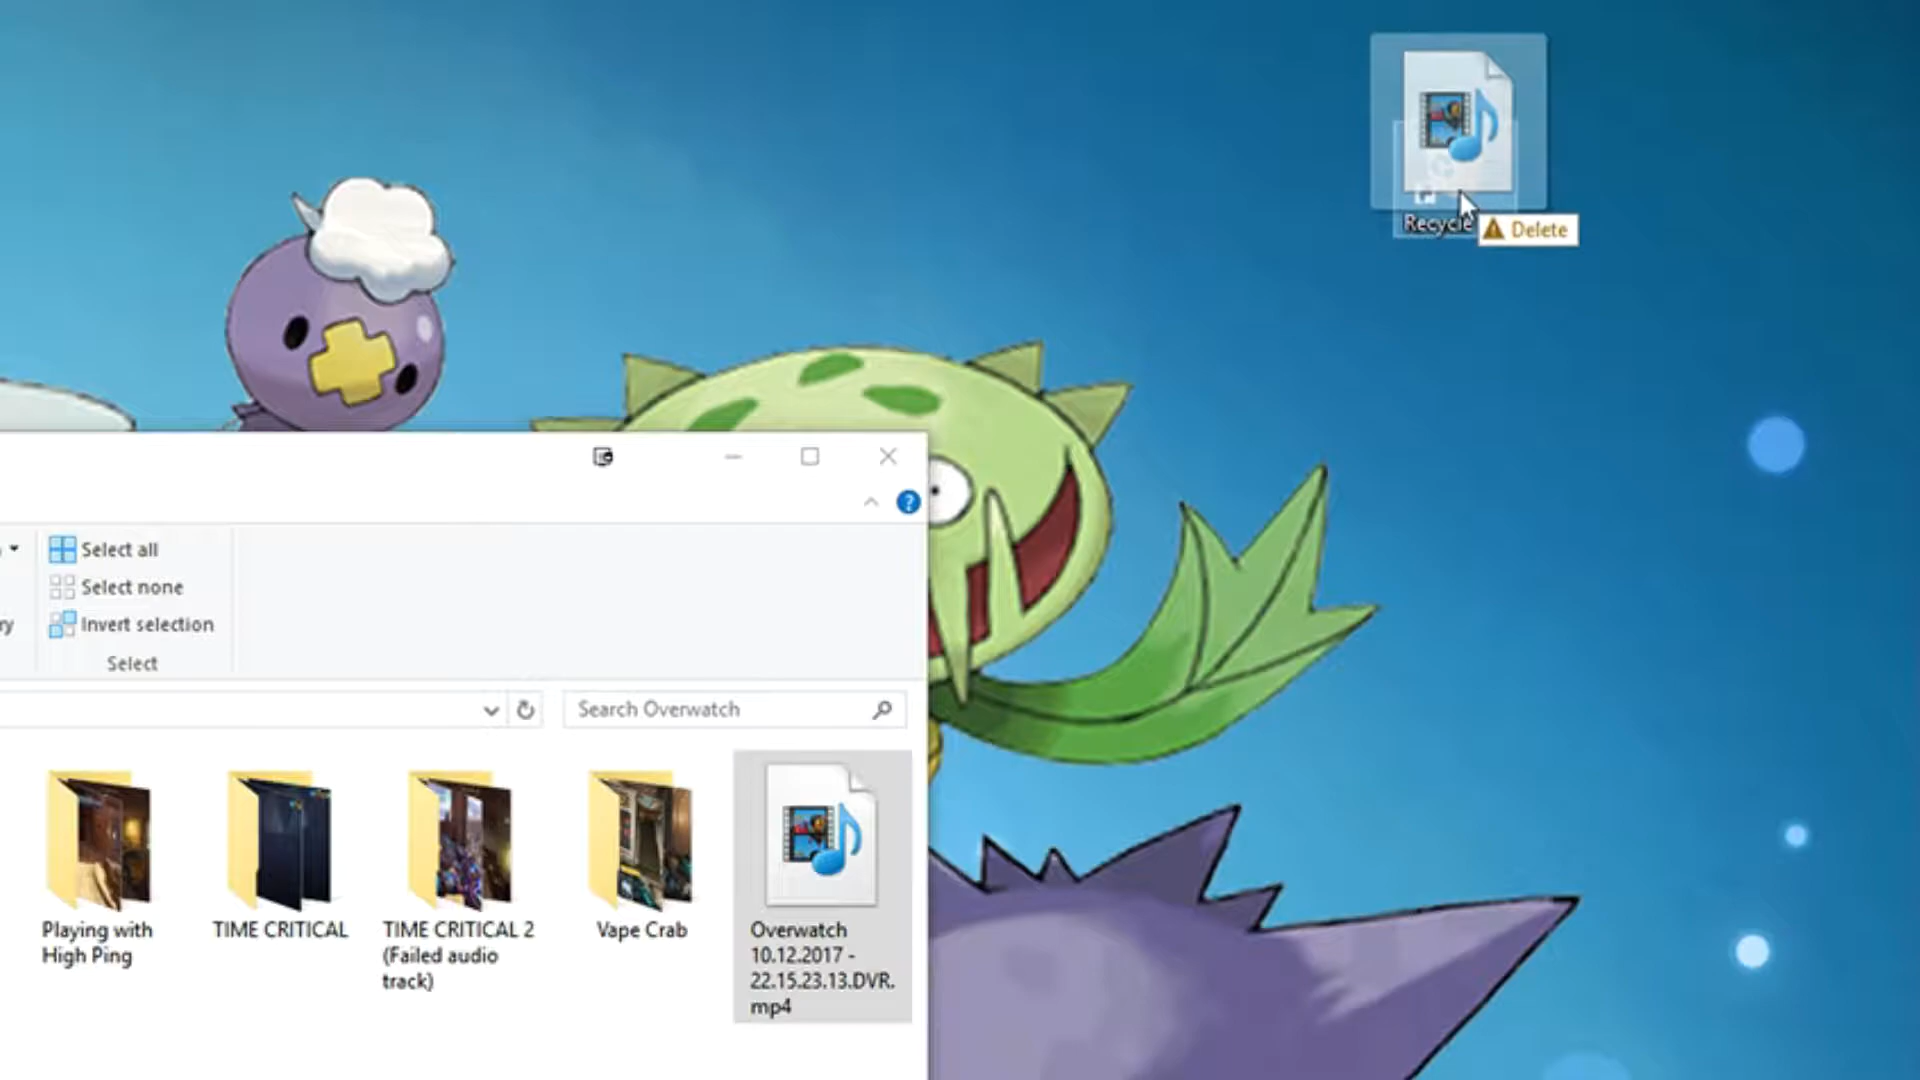 Recycle
Delete
?
Select all
Select none
ry
Invert selection
Select
Search Overwatch
Playing with
High Ping
TIME CRITICAL
TIME CRITICAL 2
(Failed audio
track)
Vape Crab
Overwatch
10.12.2017 -
22.15.23.13.DVR.
mp4